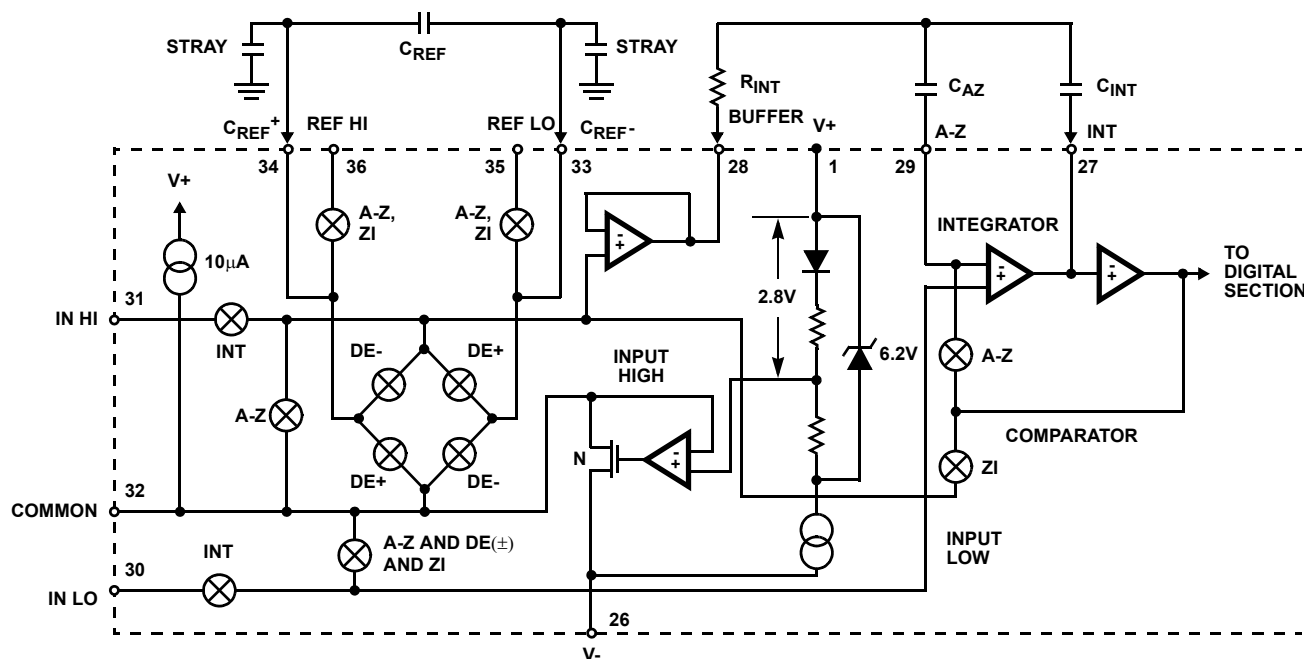 STRAY
C_REF
STRAY
R_INT
C_AZ
C_INT
BUFFER
V+
A-Z
INT
C_REF+
REF HI
REF LO
C_REF-
34
36
35
33
28
1
29
27
V+
10µA
A-Z,
ZI
A-Z,
ZI
-
+
2.8V
6.2V
INTEGRATOR
-
+
-
+
TO
DIGITAL
SECTION
31
IN HI
INT
DE-
DE+
INPUT
HIGH
A-Z
A-Z
DE+
DE-
N
-
+
COMPARATOR
ZI
32
COMMON
INT
A-Z AND DE(±)
AND ZI
INPUT
LOW
30
IN LO
26
V-